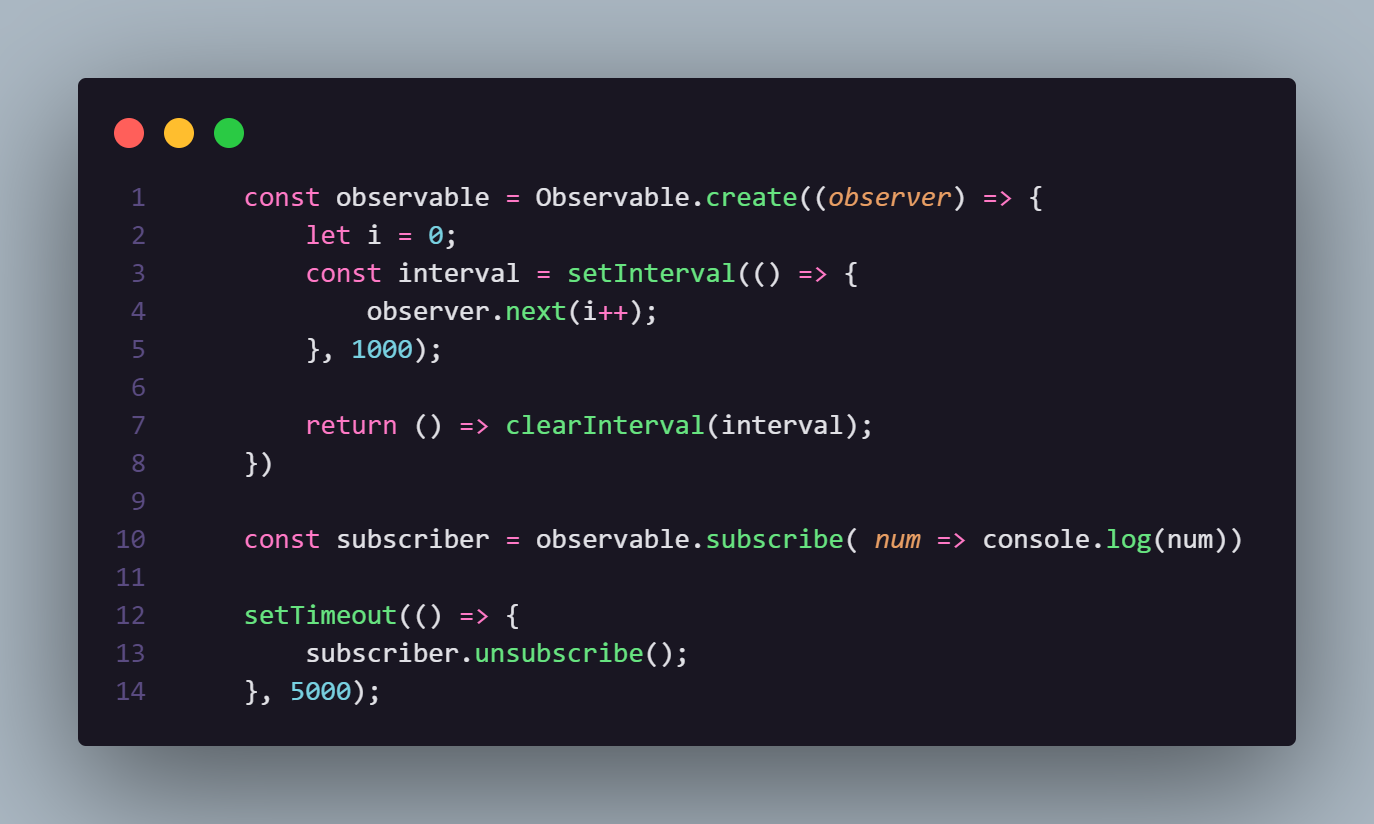 1 const observable = Observable.create((observer) => {
2 let i = 0;
3 const interval = setInterval(() => {
4 observer.next(i++);
5 }, 1000);
6
7 return () => clearInterval(interval);
8 })
9
10 const subscriber = observable.subscribe( num => console.log(num))
11
12 setTimeout(() => {
13 subscriber.unsubscribe();
14 }, 5000);